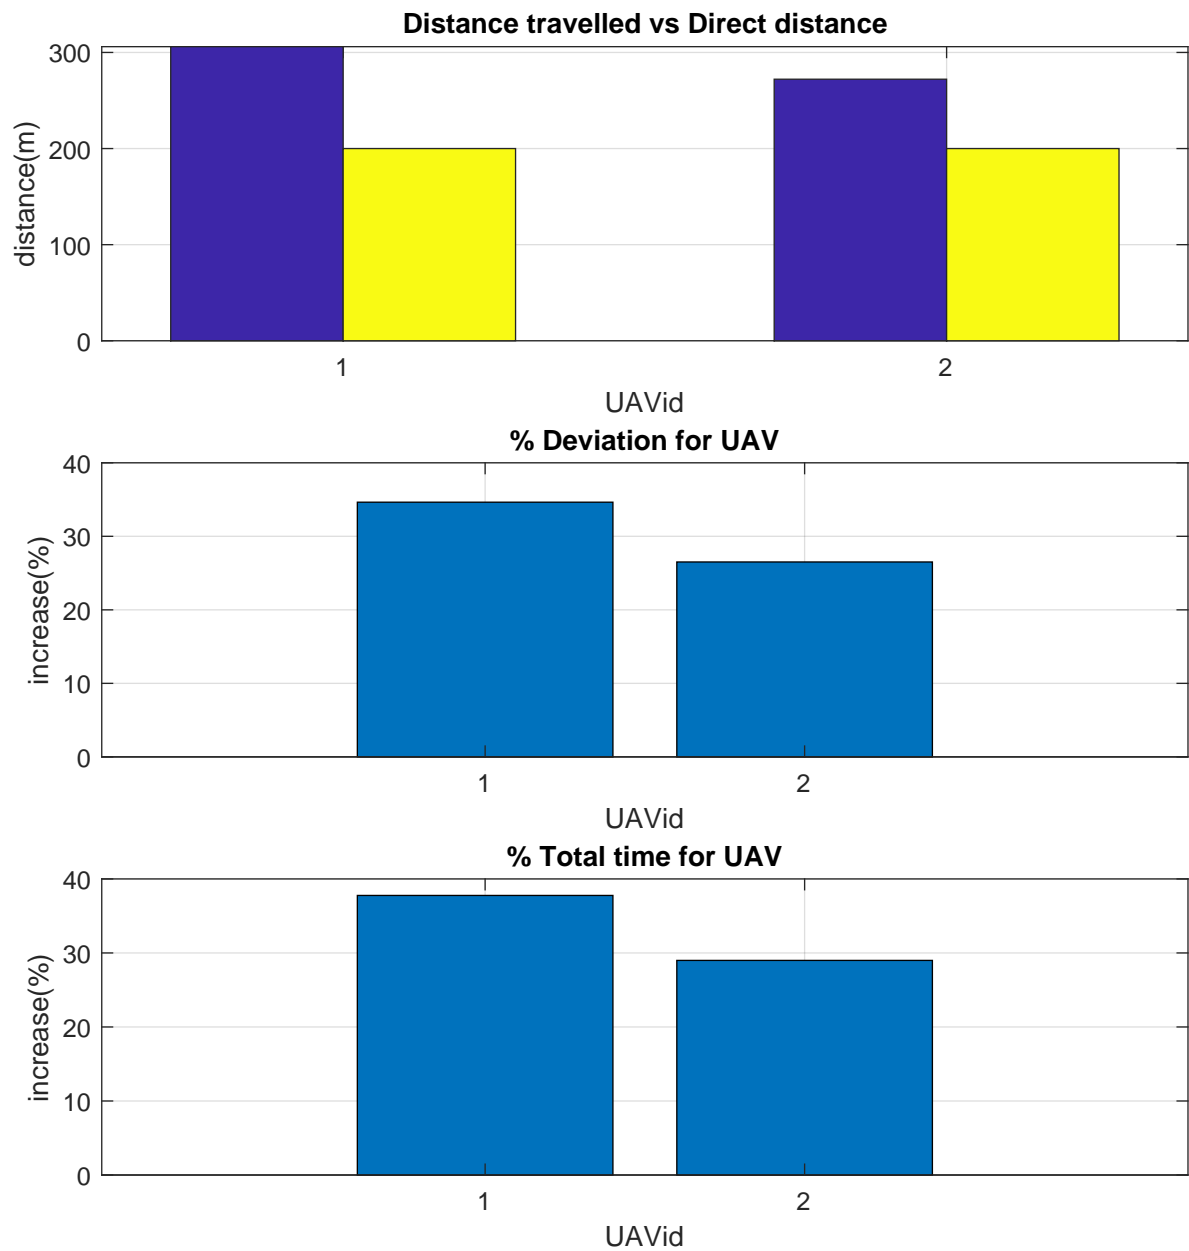 Distance travelled vs Direct distance
300
200
100
0
distance(m)
1 2
UAVid
% Deviation for UAV
40
30
20
10
0
increase(%)
1 2
UAVid
% Total time for UAV
40
30
20
10
0
increase(%)
1 2
UAVid